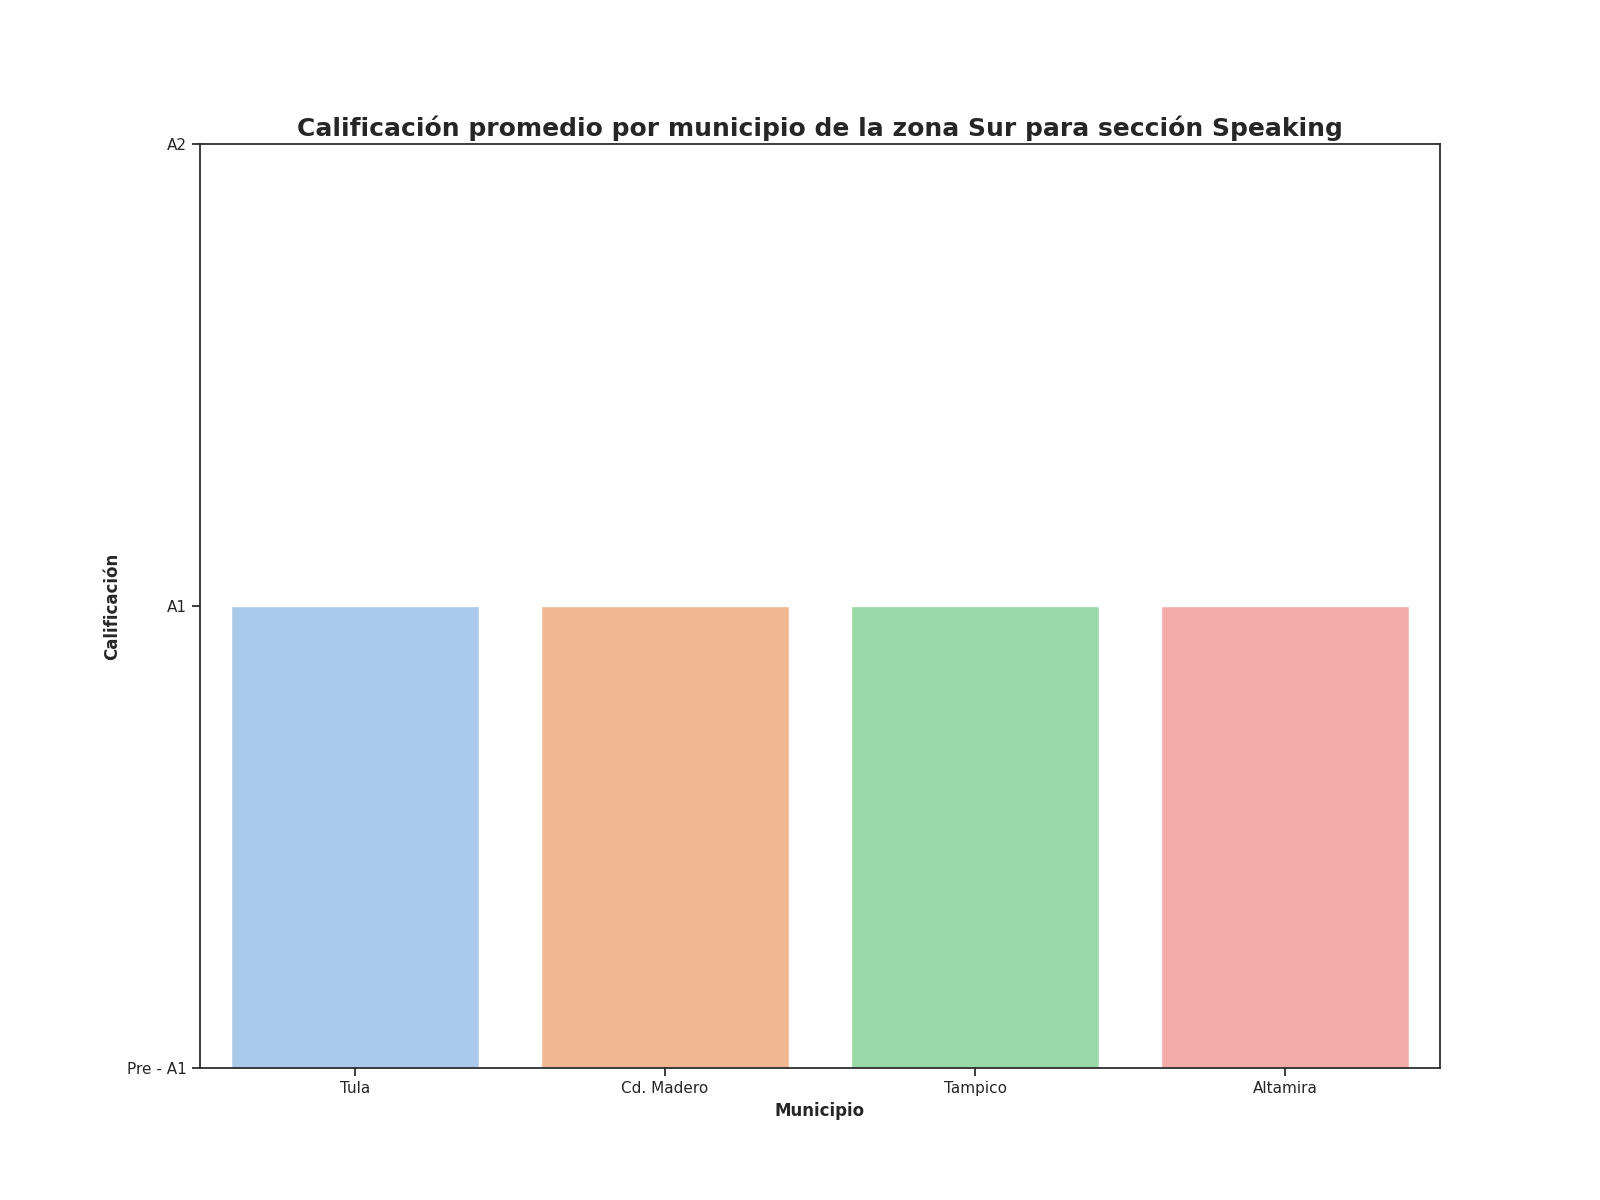 Calificación promedio por municipio de la zona Sur para sección Speaking
A2
A1
Pre - A1
Calificación
Tula
Cd. Madero
Tampico
Altamira
Municipio